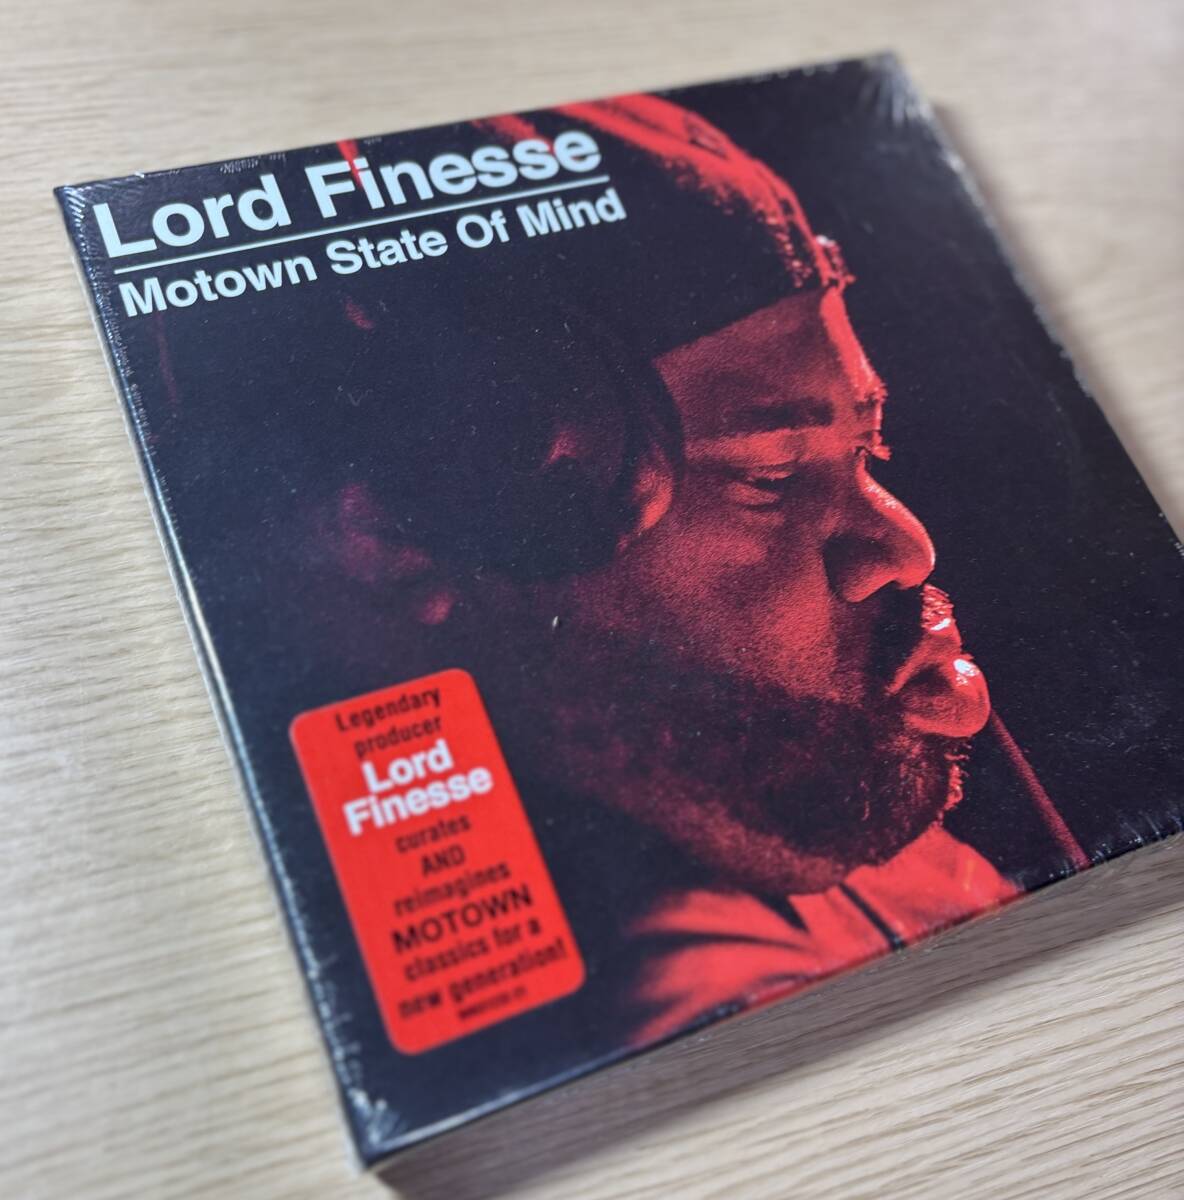 Lord Finesse
Motown State Of Mind
Legendary
producer
Lord
Finesse
curates
AND
reimagines
MOTOWN
classics for a
new generation!